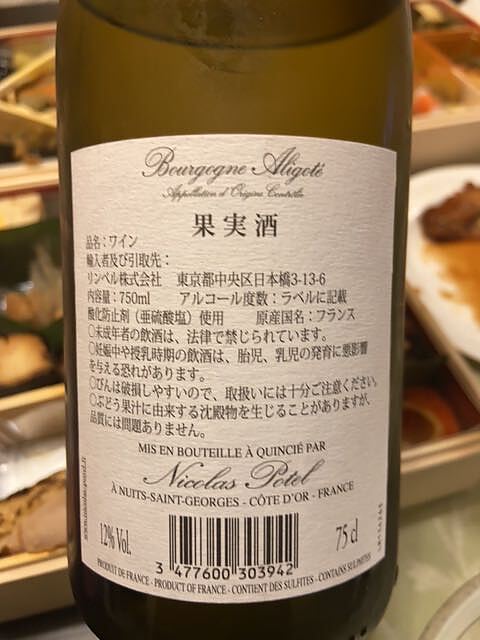 Bourgogne Aligoté
Appellation d'Origine Contrôlée
果実酒
品名：ワイン
輸入者及び引取先：
リンベル株式会社 東京都中央区日本橋3-13-6
内容量：750ml アルコール度数：ラベルに記載
酸化防止剤（亜硫酸塩）使用 原産国名：フランス
○未成年者の飲酒は、法律で禁じられています。
○妊娠中や授乳時期の飲酒は、胎児、乳児の発育に悪影響
を与える恐れがあります。
○びんは破損しやすいので、取扱いには十分ご注意ください。
○ぶどう果汁に由来する沈殿物を生じることがありますが、
品質には問題ありません。
MIS EN BOUTEILLE À QUINCIÉ PAR
Nicolas Potel
À NUITS-SAINT-GEORGES - CÔTE D'OR - FRANCE
12% Vol.
75 cl
3 477600 303942
PRODUIT DE FRANCE - PRODUCT OF FRANCE - CONTIENT DES SULFITES - CONTAINS SULPHITES